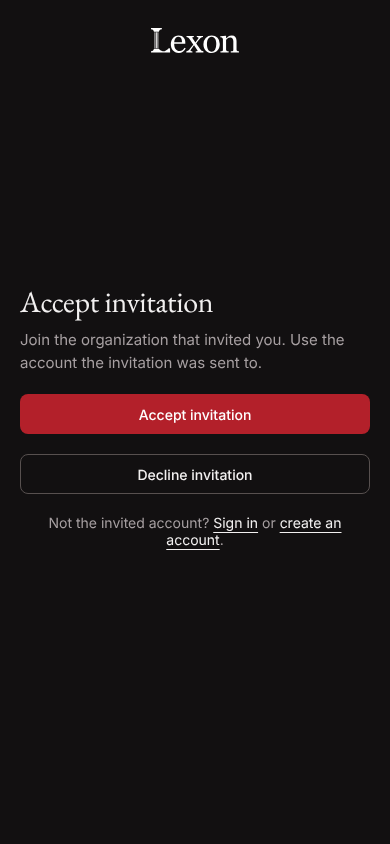 Lexon
Accept invitation
Join the organization that invited you. Use the
account the invitation was sent to.
Accept invitation
Decline invitation
Not the invited account? Sign in or create an
account.